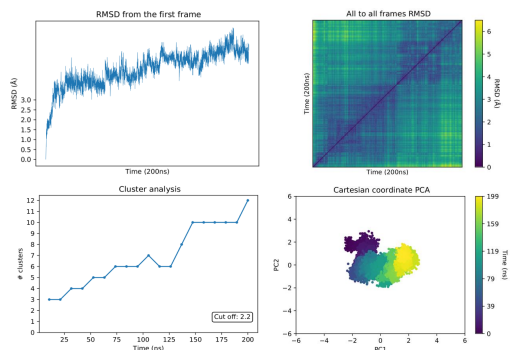 RMSD from the first frame
RMSD (Å)
3.0
2.5
2.0
1.5
1.0
0.5
0.0
Time (200ns)
All to all frames RMSD
Time (200ns)
Time (200ns)
6
5
4
3
2
1
0
RMSD (Å)
Cluster analysis
# clusters
12
11
10
9
8
7
6
5
4
3
2
1
0
25 50 75 100 125 150 175 200
Time (ns)
Cut off: 2.2
Cartesian coordinate PCA
PC2
6
4
2
0
−2
−4
−6
−6 −4 −2 0 2 4 6
PC1
199
159
119
79
39
0
Time (ns)